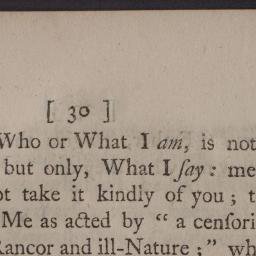 [ 30 ]
Who or What I am, is not
but only, What I ſay: me
ot take it kindly of you; t
Me as acted by “ a cenſori
Rancor and ill-Nature;” wh